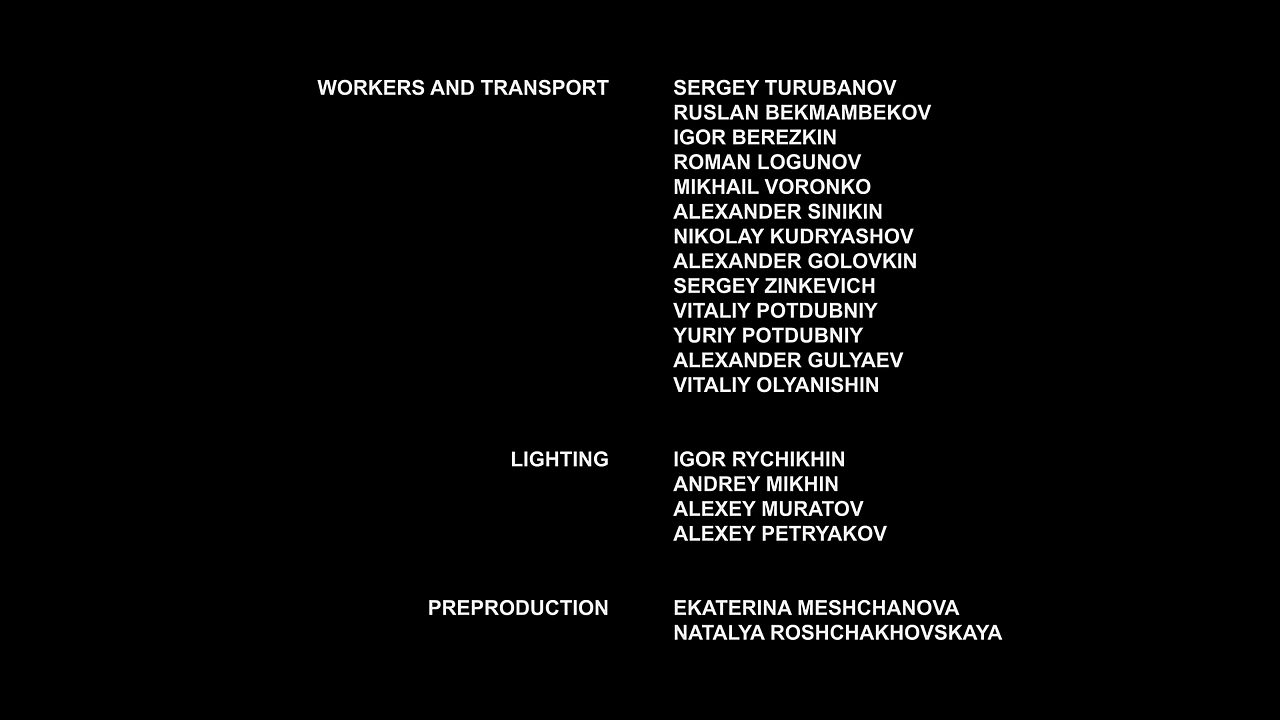 WORKERS AND TRANSPORT SERGEY TURUBANOV
RUSLAN BEKMAMBEKOV
IGOR BEREZKIN
ROMAN LOGUNOV
MIKHAIL VORONKO
ALEXANDER SINIKIN
NIKOLAY KUDRYASHOV
ALEXANDER GOLOVKIN
SERGEY ZINKEVICH
VITALIY POTDUBNIY
YURIY POTDUBNIY
ALEXANDER GULYAEV
VITALIY OLYANISHIN
LIGHTING IGOR RYCHIKHIN
ANDREY MIKHIN
ALEXEY MURATOV
ALEXEY PETRYAKOV
PREPRODUCTION EKATERINA MESHCHANOVA
NATALYA ROSHCHAKHOVSKAYA